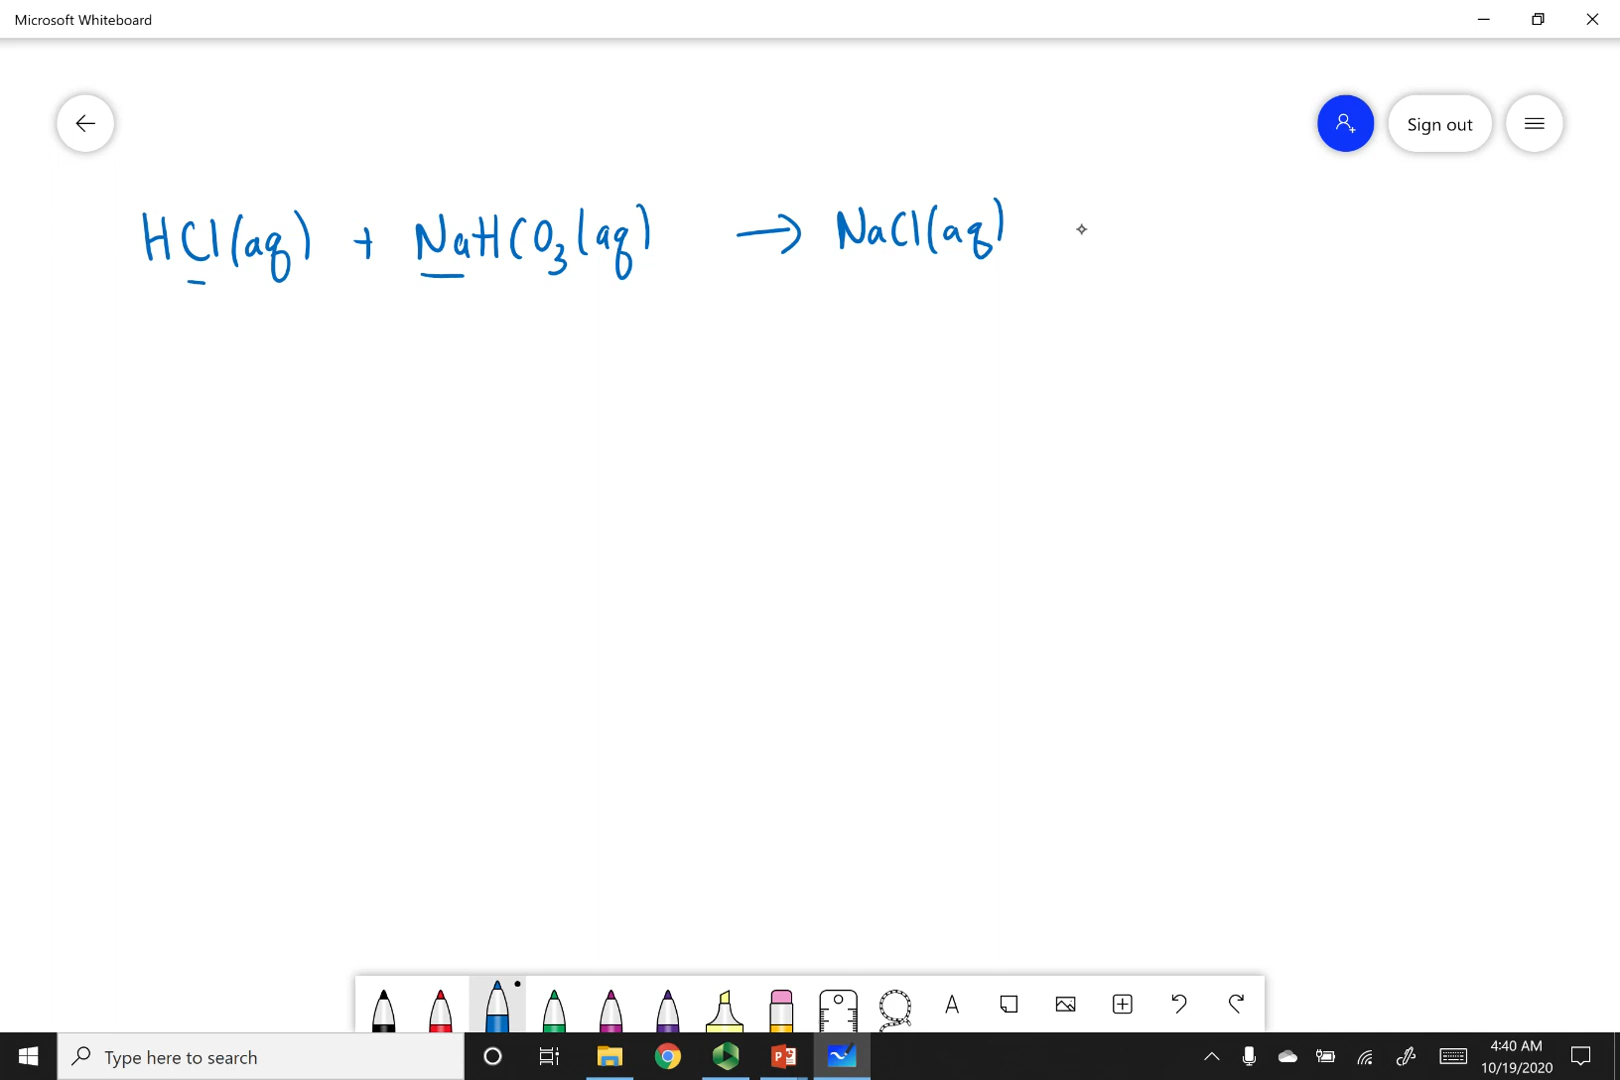 Microsoft Whiteboard
Sign out
HCl(aq) + NaHCO₃(aq) → NaCl(aq)
A
Type here to search
4:40 AM
10/19/2020